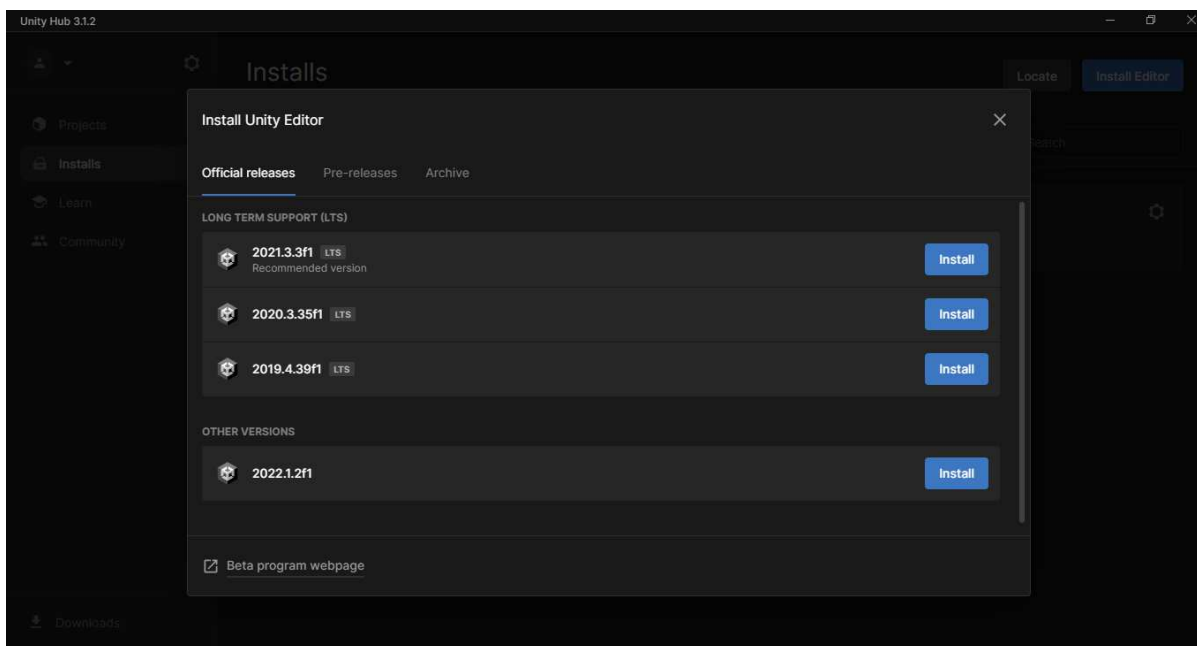 Unity Hub 3.1.2
Installs
Locate
Install Editor
Projects
Installs
Learn
Community
Search
Install Unity Editor
Official releases Pre-releases Archive
LONG TERM SUPPORT (LTS)
2021.3.3f1 LTS
Recommended version
Install
2020.3.35f1 LTS
Install
2019.4.39f1 LTS
Install
OTHER VERSIONS
2022.1.2f1
Install
Beta program webpage
Downloads